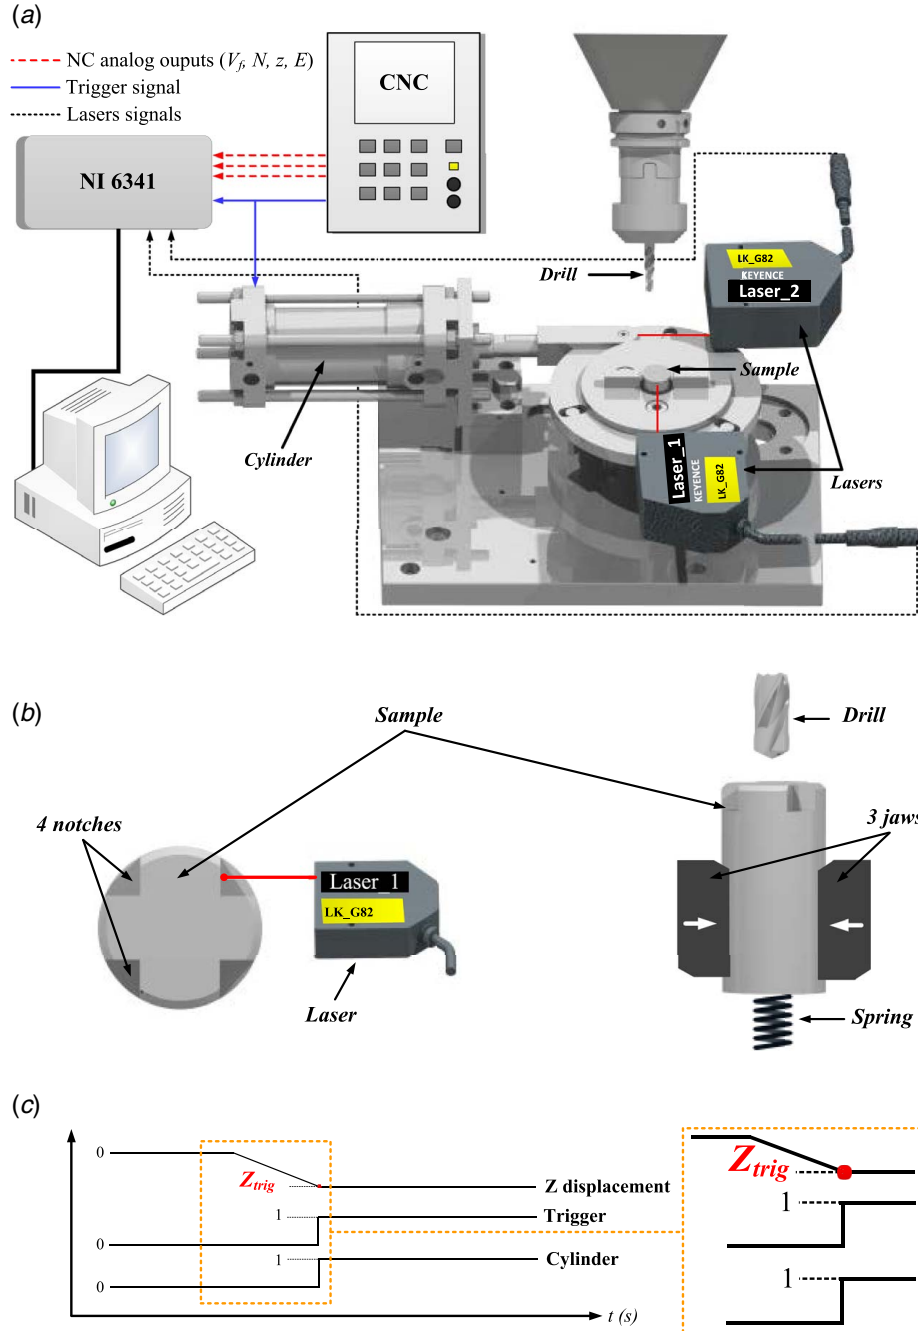 (a)
NC analog ouputs (Vf, N, z, E)
Trigger signal
Lasers signals
CNC
NI 6341
Drill
LK_G82
KEYENCE
Laser_2
Sample
Cylinder
Laser_1
KEYENCE
LK_G82
Lasers
(b)
Sample
Drill
4 notches
3 jaws
Laser_1
LK_G82
Laser
Spring
(c)
0
Ztrig
Z displacement
1
Trigger
0
1
Cylinder
0
t (s)
Ztrig
1
1